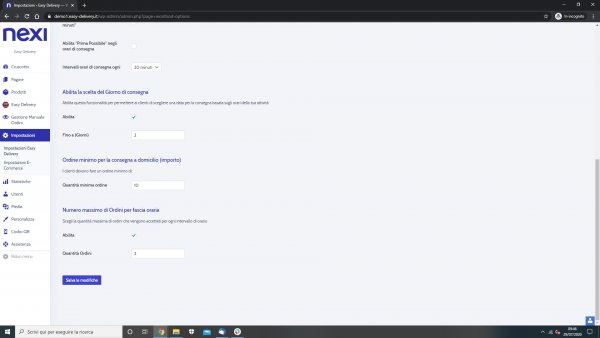 Impostazioni ‹ Easy Delivery — N
demo1.easy-delivery.it/wp-admin/admin.php?page=woofood-options
In incognito
nexi
Easy Delivery
Cruscotto
Pagine
Prodotti
Easy Delivery
Gestione Manuale
Ordini
Impostazioni
Impostazioni Easy
Delivery
Impostazioni E-
Commerce
Statistiche
Utenti
Media
Personalizza
Codici QR
Assistenza
Riduci menu
minuti"
Abilita "Prima Possibile" negli
orari di consegna
Intervalli orari di consegna ogni
30 minuti
Abilita la scelta del Giorno di consegna
Abilita questa funzionalità per permettere ai clienti di scegliere una data per la consegna basata sugli orari della tua attività
Abilita
Fino a (Giorni)
3
Ordine minimo per la consegna a domicilio (importo)
I clienti devono fare un ordine minimo di:
Quantità minima ordine
10
Numero massimo di Ordini per fascia oraria
Scegli la quantità massima di ordini che vengono accettati per ogni intervallo di orario
Abilita
Quantità Ordini
3
Salva le modifiche
Scrivi qui per eseguire la ricerca
09:46
29/07/2020